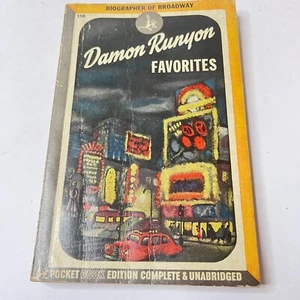 BIOGRAPHER OF BROADWAY
Damon Runyon
FAVORITES
POCKET BOOK EDITION COMPLETE & UNABRIDGED